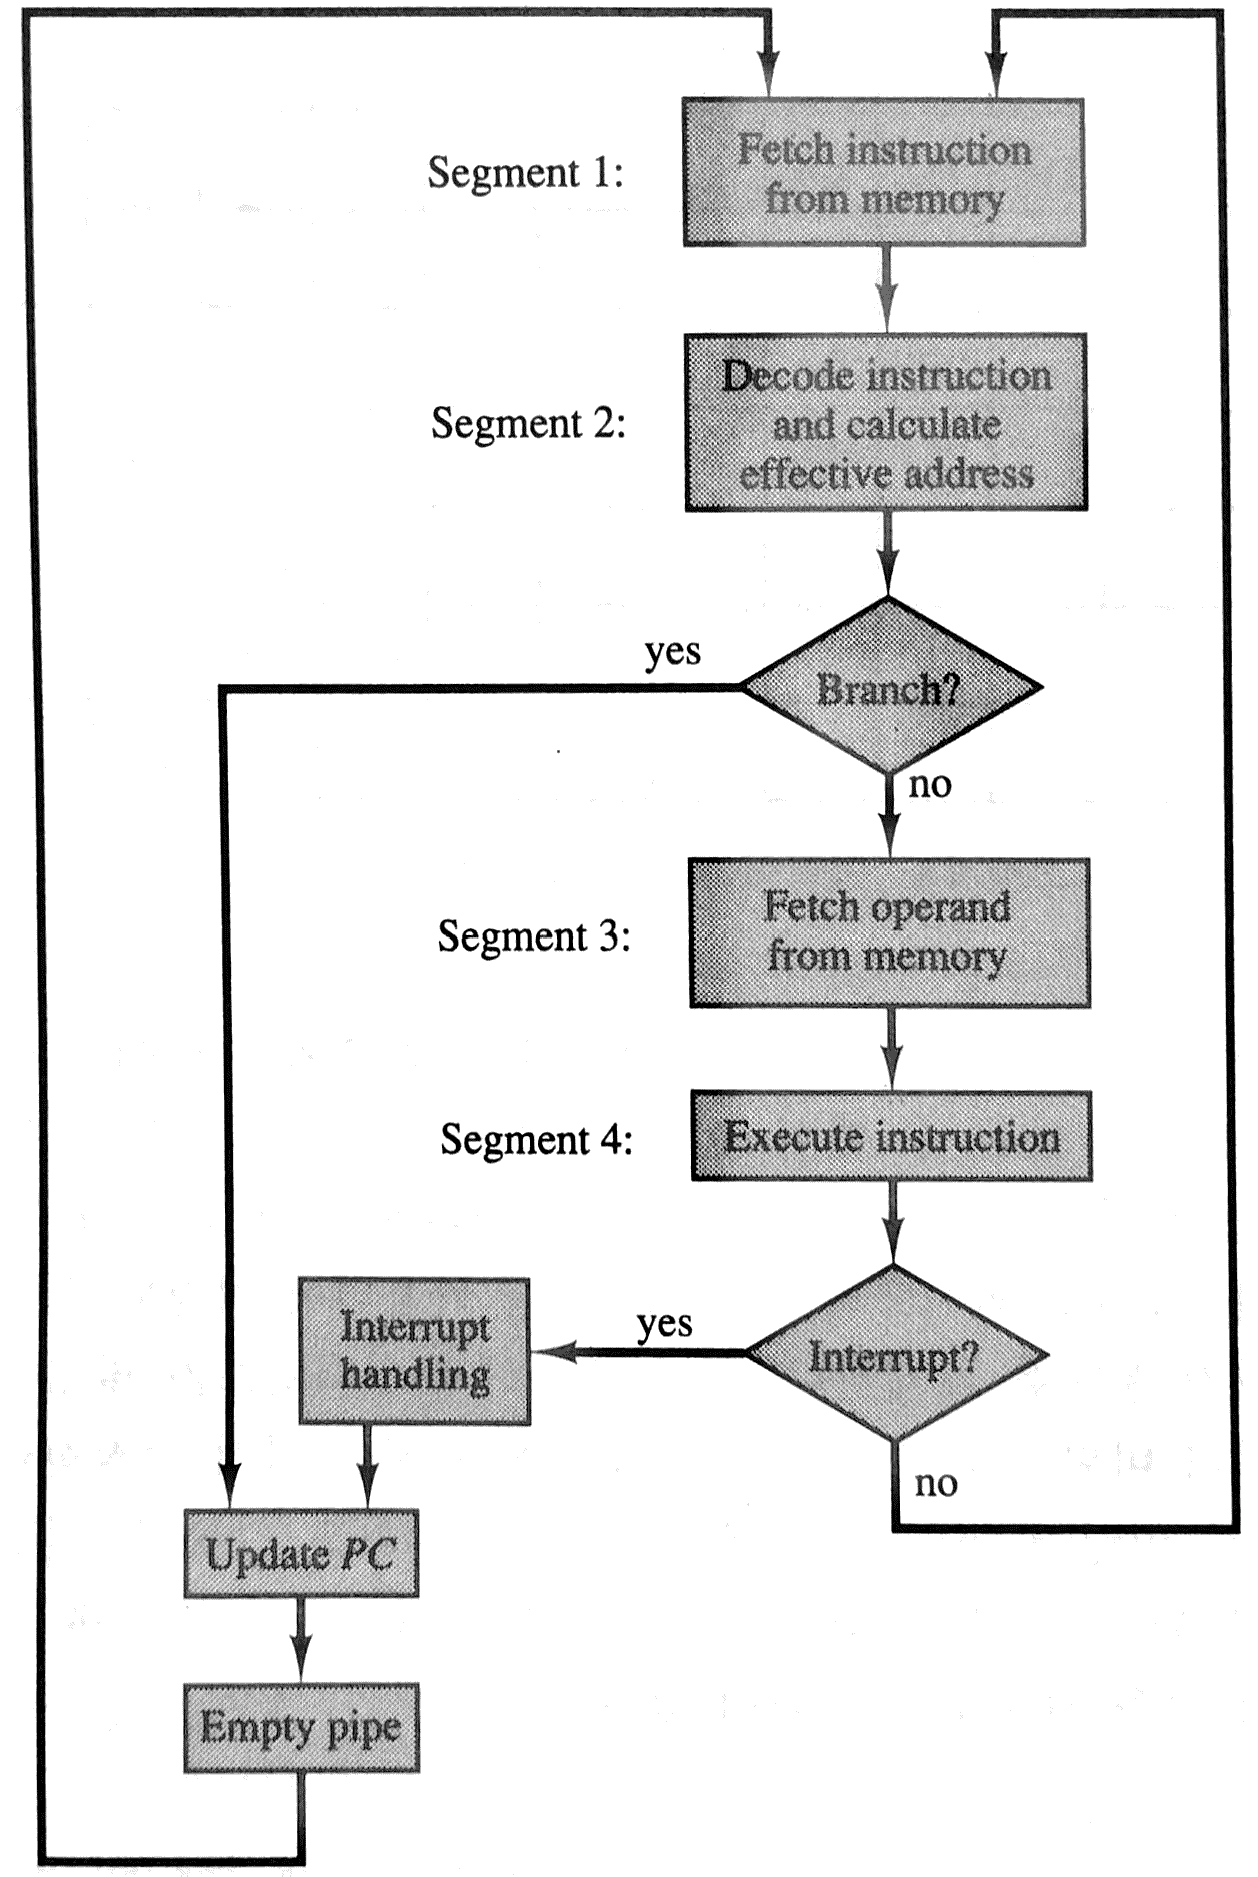 Segment 1:
Fetch instruction
from memory
Segment 2:
Decode instruction
and calculate
effective address
yes
Branch?
no
Segment 3:
Fetch operand
from memory
Segment 4:
Execute instruction
Interrupt
handling
yes
Interrupt?
no
Update PC
Empty pipe